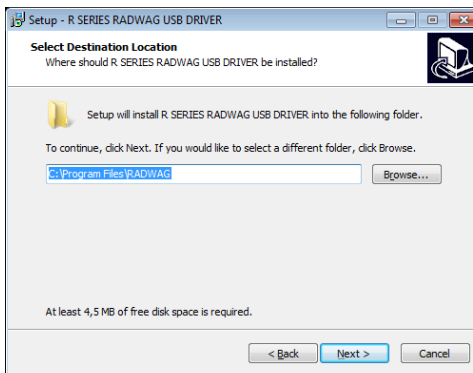 Setup - R SERIES RADWAG USB DRIVER
Select Destination Location
Where should R SERIES RADWAG USB DRIVER be installed?
Setup will install R SERIES RADWAG USB DRIVER into the following folder.
To continue, click Next. If you would like to select a different folder, click Browse.
C:\Program Files\RADWAG
Browse...
At least 4,5 MB of free disk space is required.
< Back
Next >
Cancel